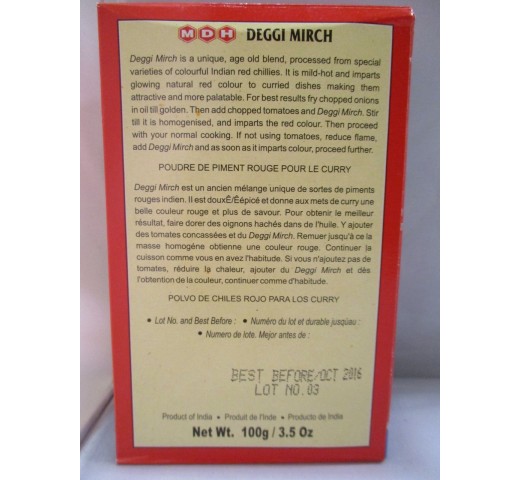 MDH DEGGI MIRCH
Deggi Mirch is a unique, age old blend, processed from special
varieties of colourful Indian red chillies. It is mild-hot and imparts
glowing natural red colour to curried dishes making them
attractive and more palatable. For best results fry chopped onions
in oil till golden. Then add chopped tomatoes and Deggi Mirch. Stir
till it is homogenised, and imparts the red colour. Then proceed
with your normal cooking. If not using tomatoes, reduce flame,
add Deggi Mirch and as soon as it imparts colour, proceed further.
POUDRE DE PIMENT ROUGE POUR LE CURRY
Deggi Mirch est un ancien mélange unique de sortes de piments
rouges indien. Il est douxÊ/Êépicé et donne aux mets de curry une
belle couleur rouge et plus de savour. Pour obtenir le meilleur
résultat, faire dorer des oignons hachés dans de l'huile. Y ajouter
des tomates concassées et du Deggi Mirch. Remuer jusqu'à ce la
masse homogéne obtienne une couleur rouge. Continuer la
cuisson comme vous en avez l'habitude. Si vous n'ajoutez pas de
tomates, réduire la chaleur, ajouter du Deggi Mirch et dés
l'obtention de la couleur, continuer comme d'habitude.
POLVO DE CHILES ROJO PARA LOS CURRY
• Lot No. and Best Before : • Numéro du lot et durable jusqúau :
• Numero de lote. Mejor antes de :
BEST BEFORE/OCT 2016
LOT NO.03
Product of India • Produit de l'Inde • Producto de India
Net Wt. 100g / 3.5 Oz